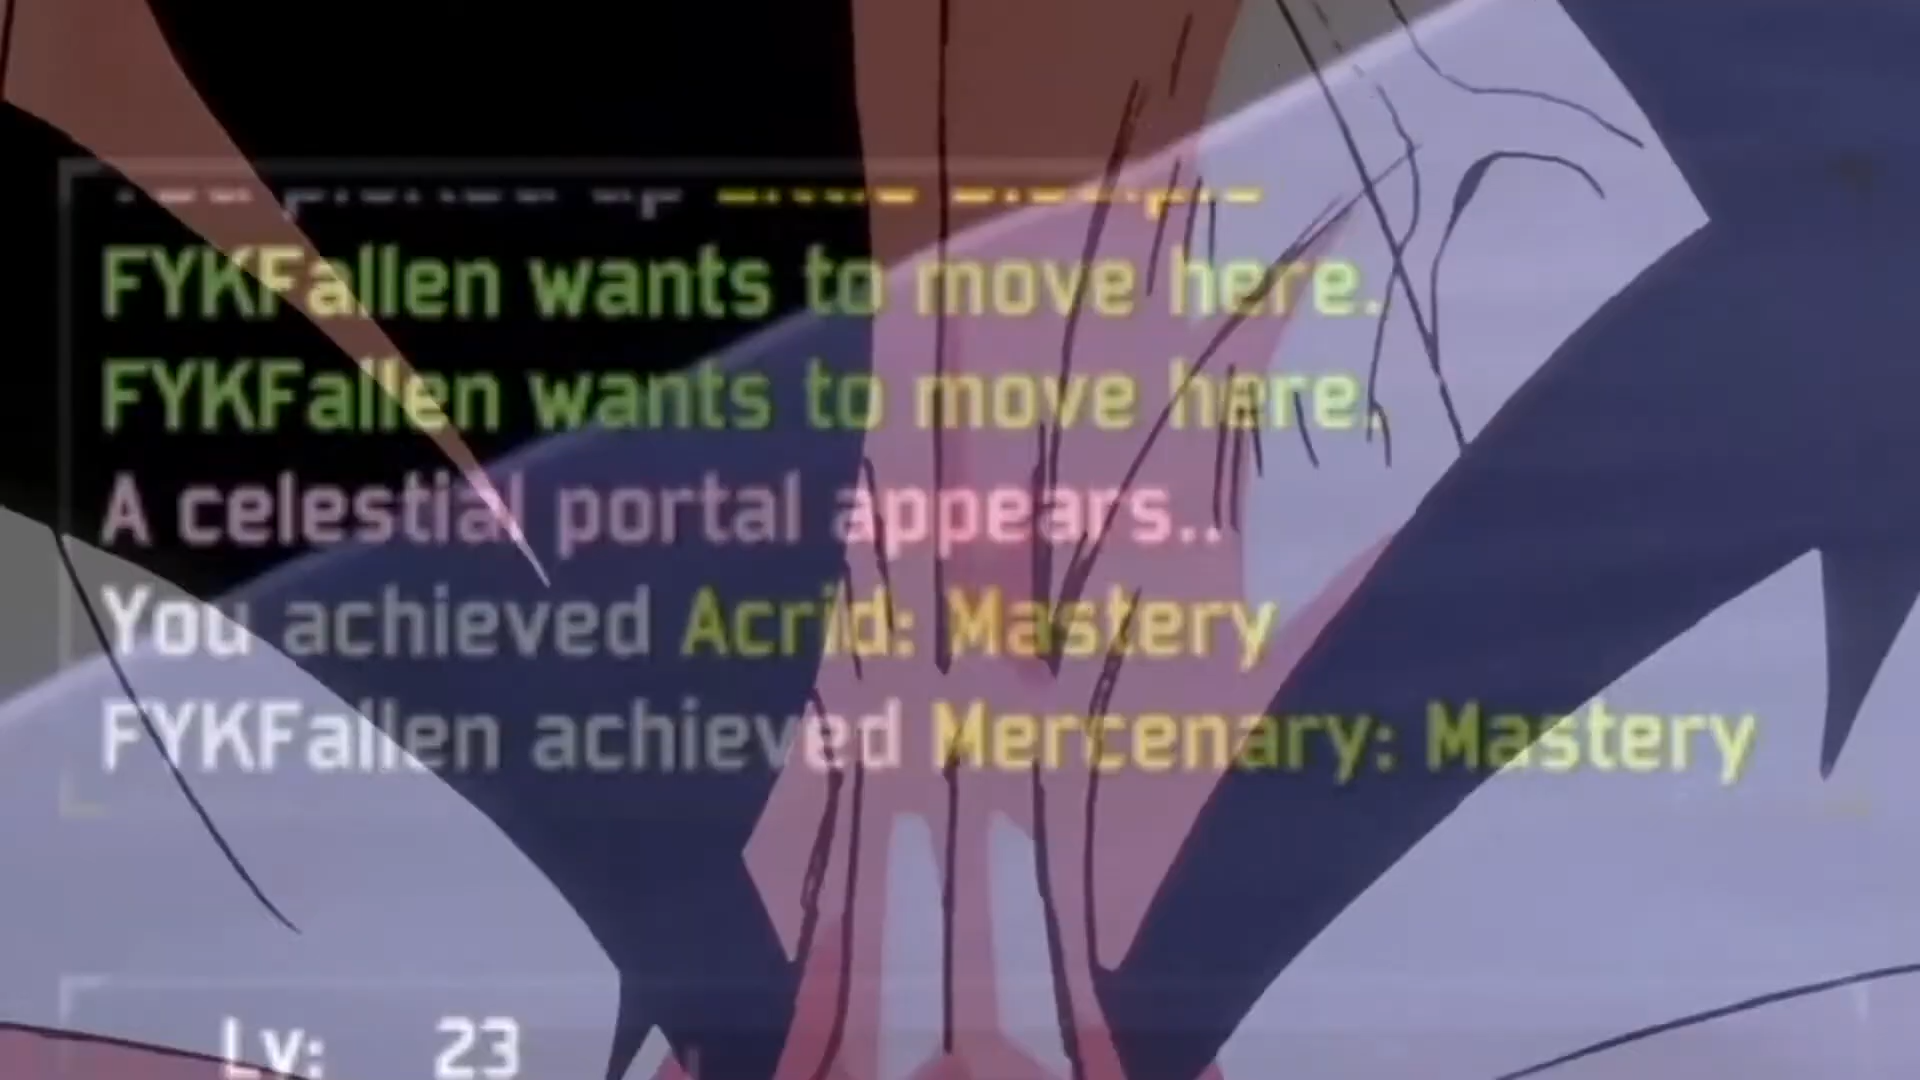 FYKFallen wants to move here.
FYKFallen wants to move here.
A celestial portal appears..
You achieved Acrid: Mastery
FYKFallen achieved Mercenary: Mastery
Lv: 23